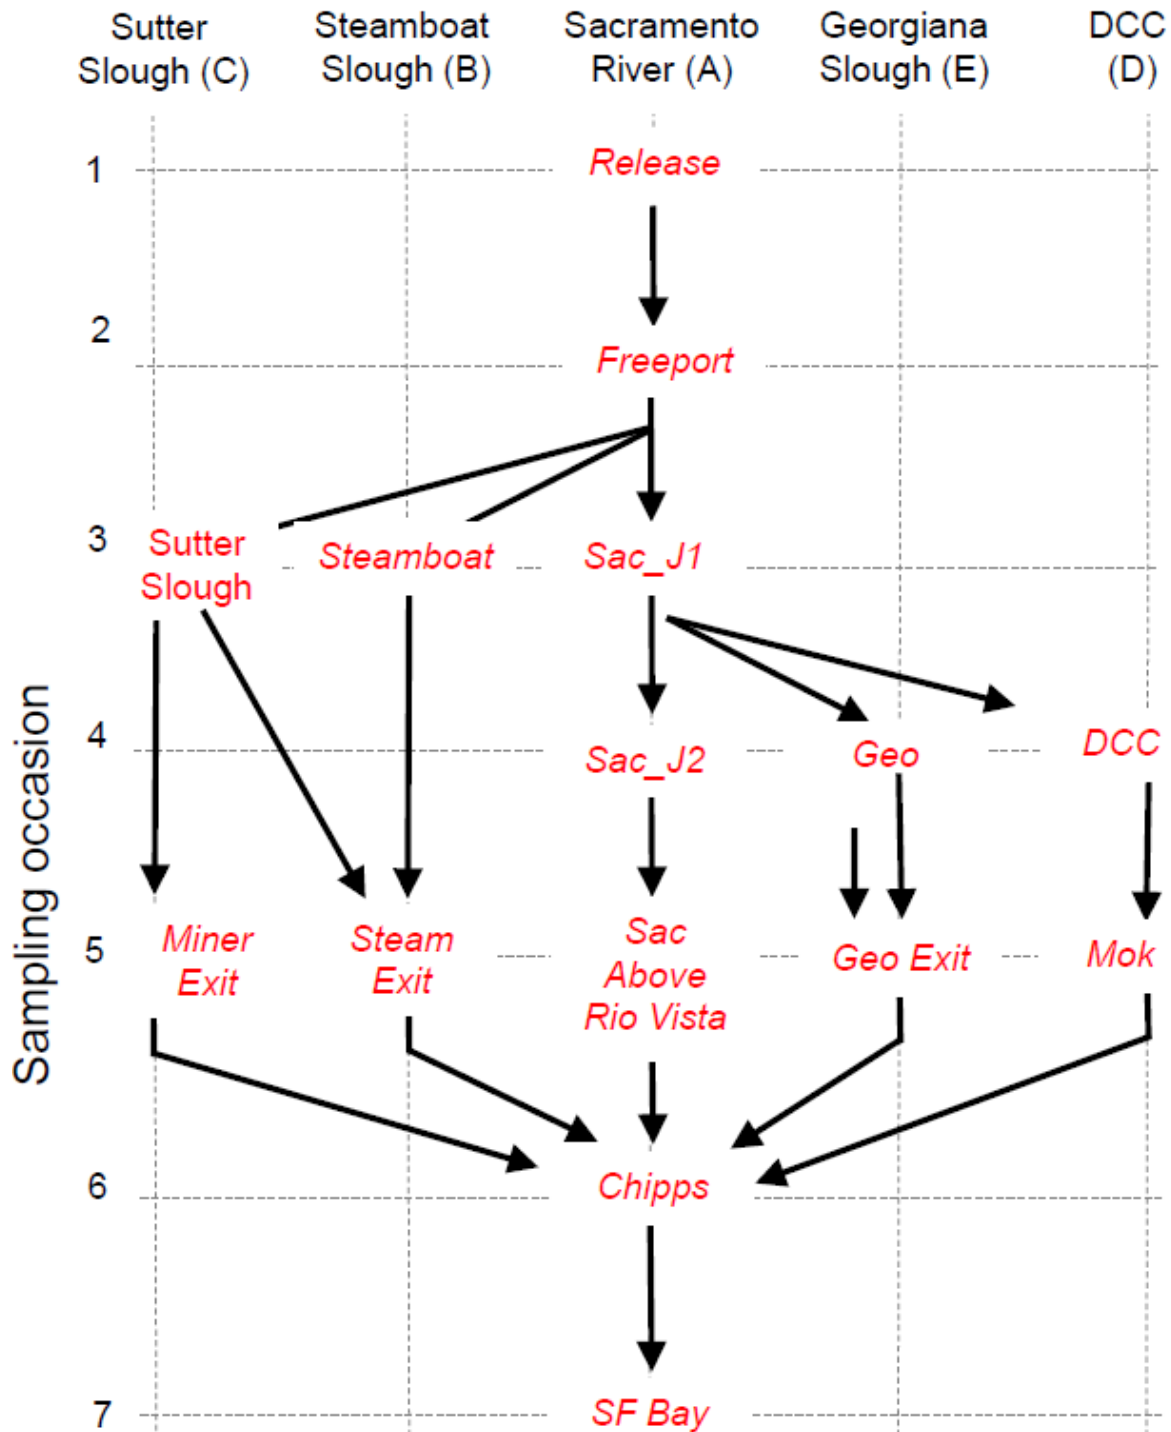 Sutter
Slough (C)
Steamboat
Slough (B)
Sacramento
River (A)
Georgiana
Slough (E)
DCC
(D)
1
Release
2
Freeport
3
Sutter
Slough
Steamboat
Sac_J1
Sampling occasion
4
Sac_J2
Geo
DCC
5
Miner
Exit
Steam
Exit
Sac
Above
Rio Vista
Geo Exit
Mok
6
Chipps
7
SF Bay